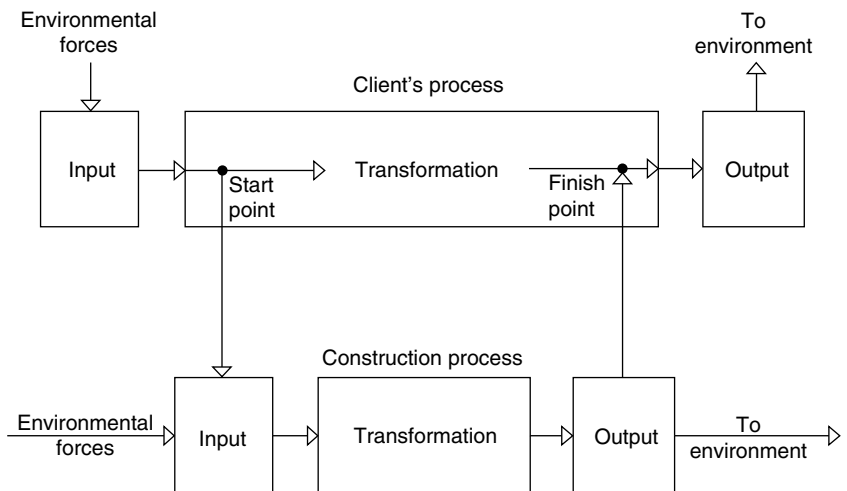 Environmental
forces
To
environment
Client's process
Input
Transformation
Output
Start
point
Finish
point
Construction process
Environmental
forces
Input
Transformation
Output
To
environment